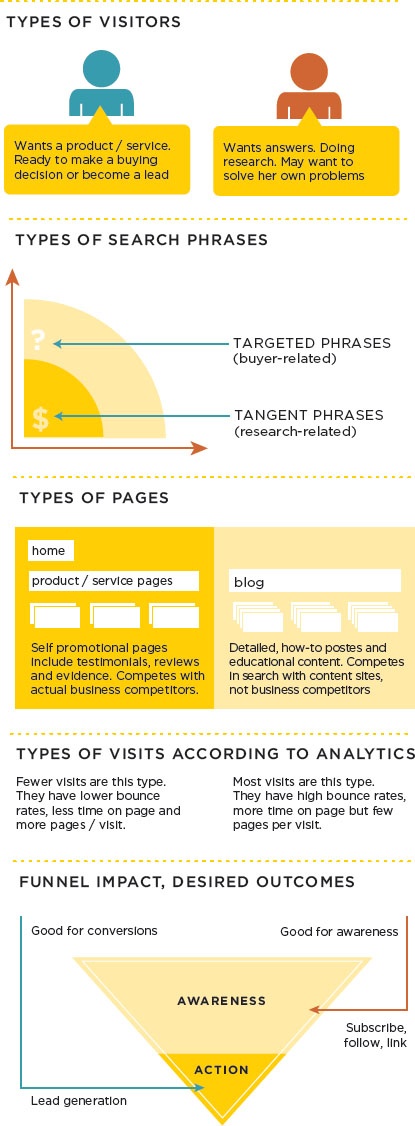 TYPES OF VISITORS
Wants a product / service.
Ready to make a buying
decision or become a lead
Wants answers. Doing
research. May want to
solve her own problems
TYPES OF SEARCH PHRASES
?
TARGETED PHRASES
(buyer-related)
$
TANGENT PHRASES
(research-related)
TYPES OF PAGES
home
product / service pages
Self promotional pages
include testimonials, reviews
and evidence. Competes with
actual business competitors.
blog
Detailed, how-to postes and
educational content. Competes
in search with content sites,
not business competitors
TYPES OF VISITS ACCORDING TO ANALYTICS
Fewer visits are this type.
They have lower bounce
rates, less time on page and
more pages / visit.
Most visits are this type.
They have high bounce rates,
more time on page but few
pages per visit.
FUNNEL IMPACT, DESIRED OUTCOMES
Good for conversions
Good for awareness
AWARENESS
Subscribe,
follow, link
ACTION
Lead generation